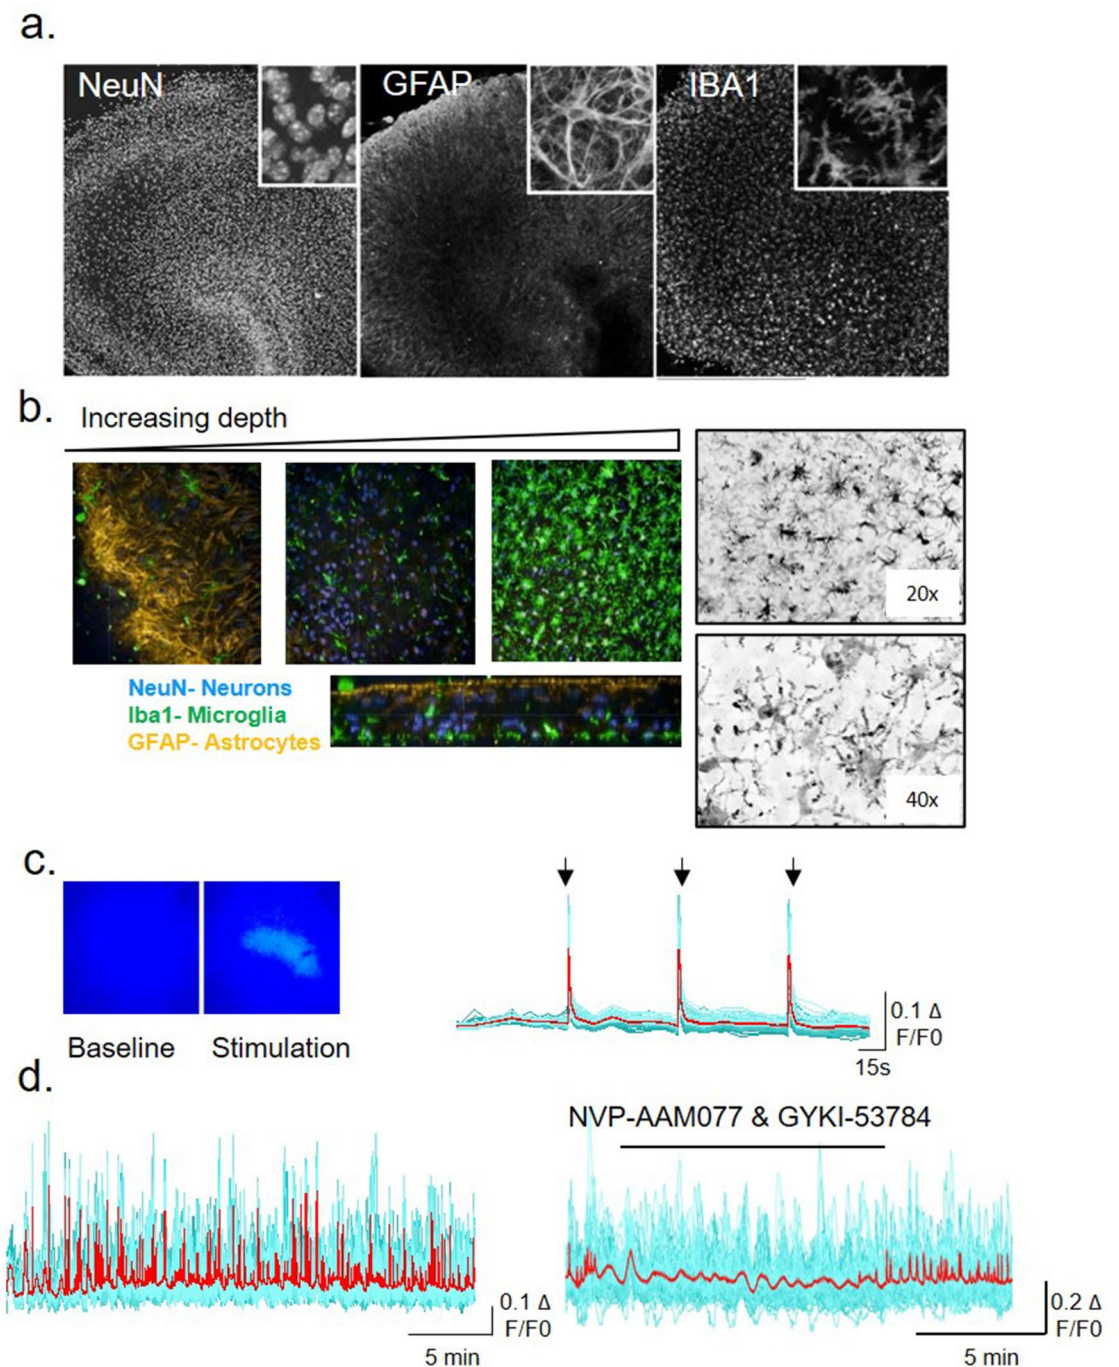 a.
NeuN
GFAP
IBA1
b.
Increasing depth
20x
NeuN- Neurons
Iba1- Microglia
GFAP- Astrocytes
40x
c.
Baseline
Stimulation
0.1 Δ
F/F0
15s
d.
NVP-AAM077 & GYKI-53784
0.1 Δ
F/F0
5 min
0.2 Δ
F/F0
5 min